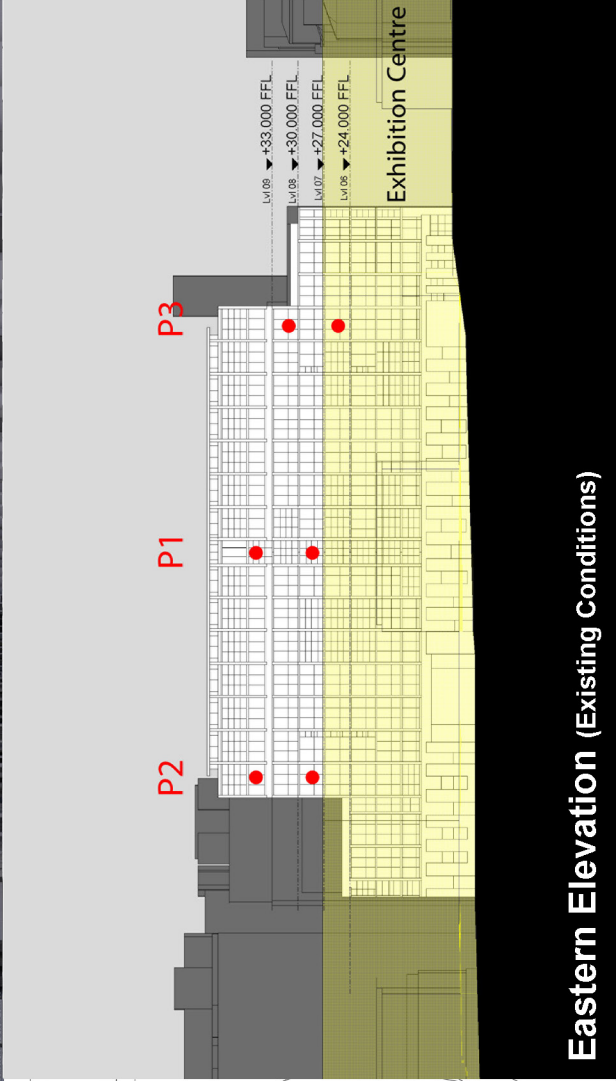 P2 P1 P3
Lvl 09 +33.000 FFL
Lvl 08 +30.000 FFL
Lvl 07 +27.000 FFL
Lvl 06 +24.000 FFL
Exhibition Centre
Eastern Elevation (Existing Conditions)